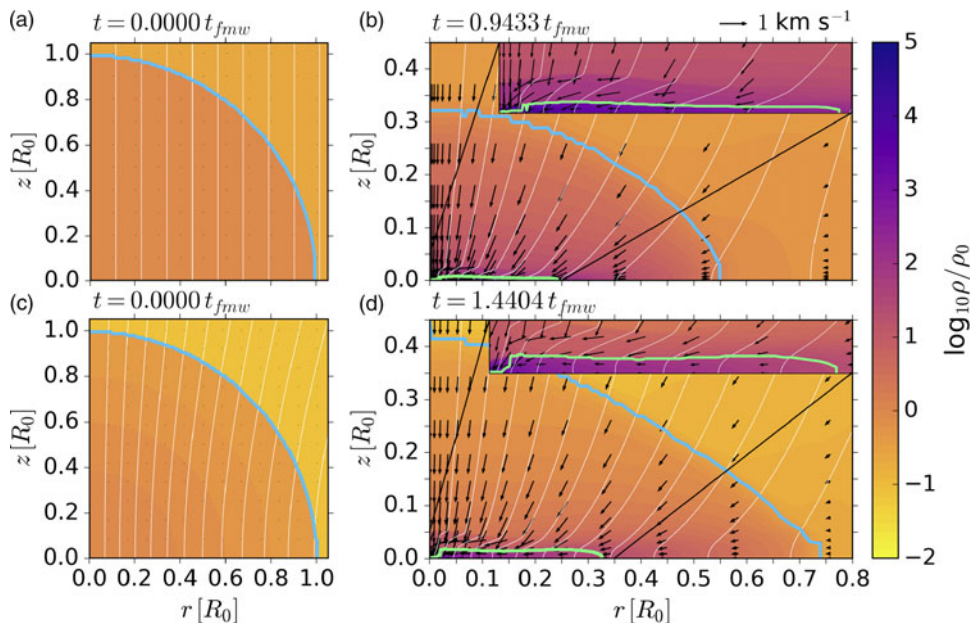 (a) t = 0.0000 t_fmw
(b) t = 0.9433 t_fmw → 1 km s⁻¹
z [R₀]
1.0
0.8
0.6
0.4
0.2
0.0
z [R₀]
0.4
0.3
0.2
0.1
0.0
(c) t = 0.0000 t_fmw
(d) t = 1.4404 t_fmw
z [R₀]
1.0
0.8
0.6
0.4
0.2
0.0
0.0 0.2 0.4 0.6 0.8 1.0
r [R₀]
z [R₀]
0.4
0.3
0.2
0.1
0.0
0.0 0.1 0.2 0.3 0.4 0.5 0.6 0.7 0.8
r [R₀]
5
4
3
2
1
0
−1
−2
log₁₀ρ/ρ₀